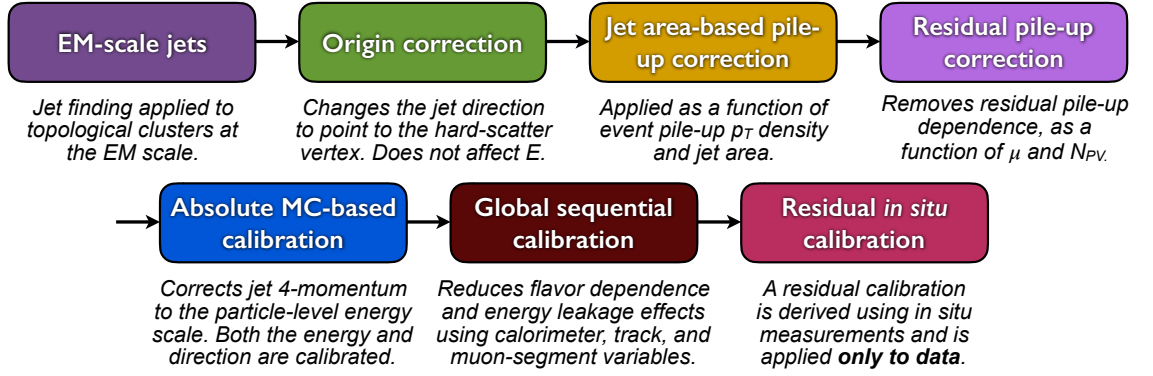 EM-scale jets
Jet finding applied to
topological clusters at
the EM scale.
Origin correction
Changes the jet direction
to point to the hard-scatter
vertex. Does not affect E.
Jet area-based pile-
up correction
Applied as a function of
event pile-up pT density
and jet area.
Residual pile-up
correction
Removes residual pile-up
dependence, as a
function of µ and NPV.
Absolute MC-based
calibration
Corrects jet 4-momentum
to the particle-level energy
scale. Both the energy and
direction are calibrated.
Global sequential
calibration
Reduces flavor dependence
and energy leakage effects
using calorimeter, track, and
muon-segment variables.
Residual in situ
calibration
A residual calibration
is derived using in situ
measurements and is
applied only to data.